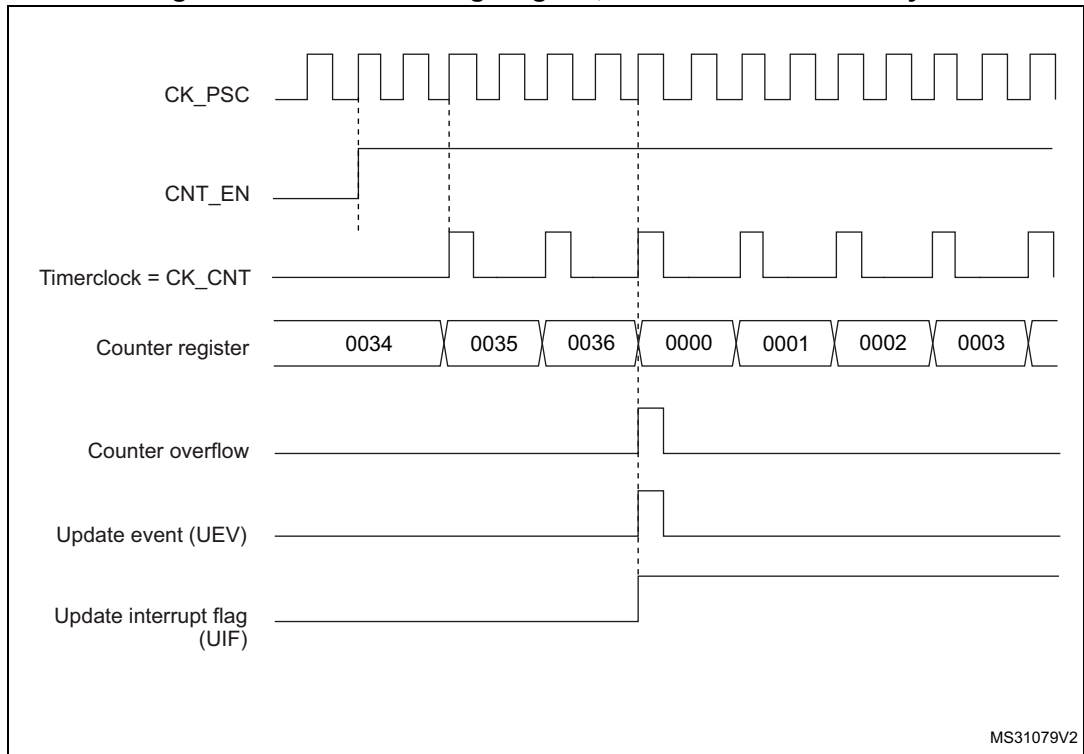 CK_PSC
CNT_EN
Timerclock = CK_CNT
Counter register
0034
0035
0036
0000
0001
0002
0003
Counter overflow
Update event (UEV)
Update interrupt flag
(UIF)
MS31079V2